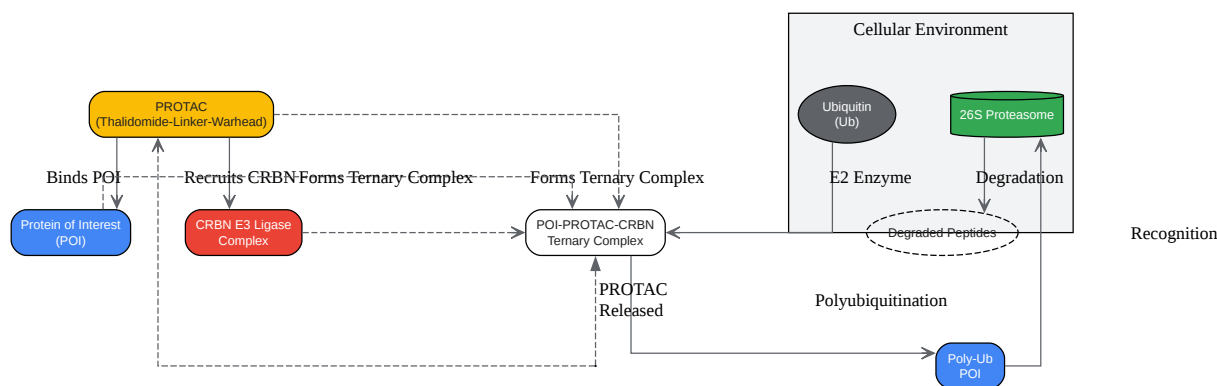 Cellular Environment
PROTAC
(Thalidomide-Linker-Warhead)
Ubiquitin
(Ub)
26S Proteasome
Binds POI
Recruits CRBN
Forms Ternary Complex
Forms Ternary Complex
E2 Enzyme
Degradation
Protein of Interest
(POI)
CRBN E3 Ligase
Complex
POI-PROTAC-CRBN
Ternary Complex
Degraded Peptides
Recognition
PROTAC
Released
Polyubiquitination
Poly-Ub
POI